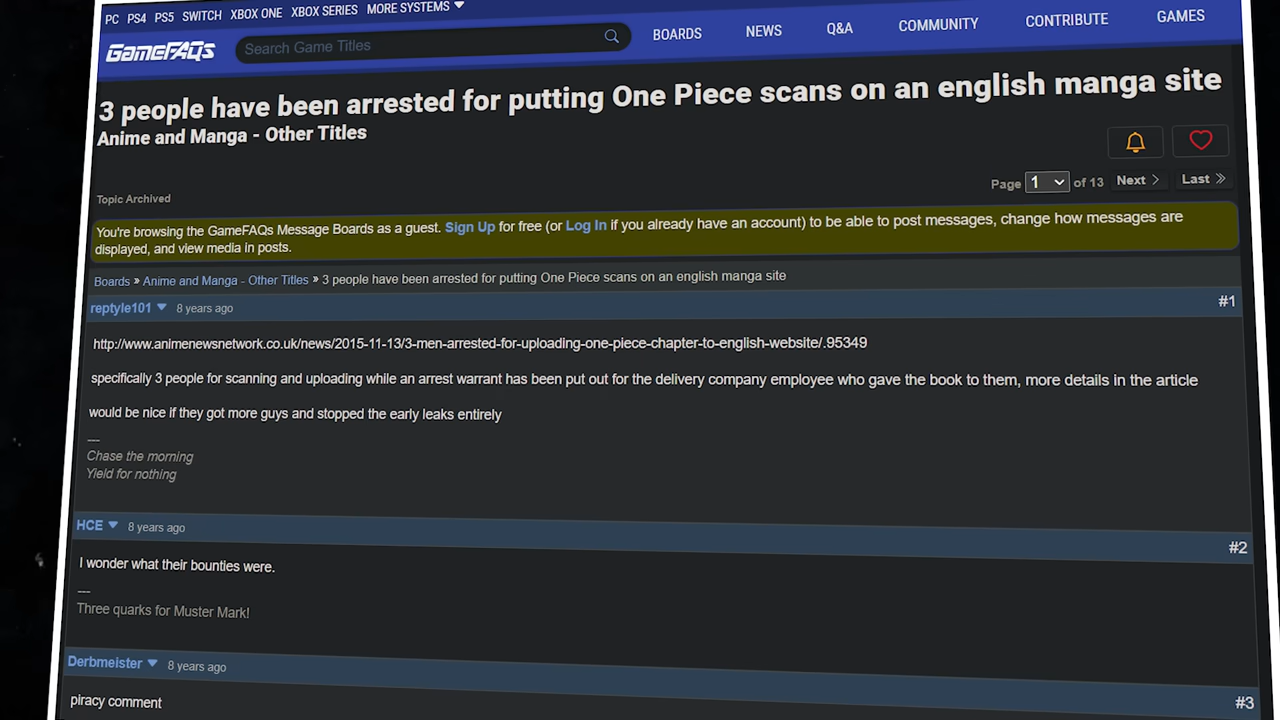 PC PS4 PS5 SWITCH XBOX ONE XBOX SERIES MORE SYSTEMS
GameFAQs Search Game Titles BOARDS NEWS Q&A COMMUNITY CONTRIBUTE GAMES
3 people have been arrested for putting One Piece scans on an english manga site
Anime and Manga - Other Titles
Page 1 of 13 Next Last
Topic Archived
You're browsing the GameFAQs Message Boards as a guest. Sign Up for free (or Log In if you already have an account) to be able to post messages, change how messages are
displayed, and view media in posts.
Boards » Anime and Manga - Other Titles » 3 people have been arrested for putting One Piece scans on an english manga site
reptyle101 8 years ago #1
http://www.animenewsnetwork.co.uk/news/2015-11-13/3-men-arrested-for-uploading-one-piece-chapter-to-english-website/.95349
specifically 3 people for scanning and uploading while an arrest warrant has been put out for the delivery company employee who gave the book to them, more details in the article
would be nice if they got more guys and stopped the early leaks entirely
---
Chase the morning
Yield for nothing
HCE 8 years ago #2
I wonder what their bounties were.
---
Three quarks for Muster Mark!
Derbmeister 8 years ago #3
piracy comment